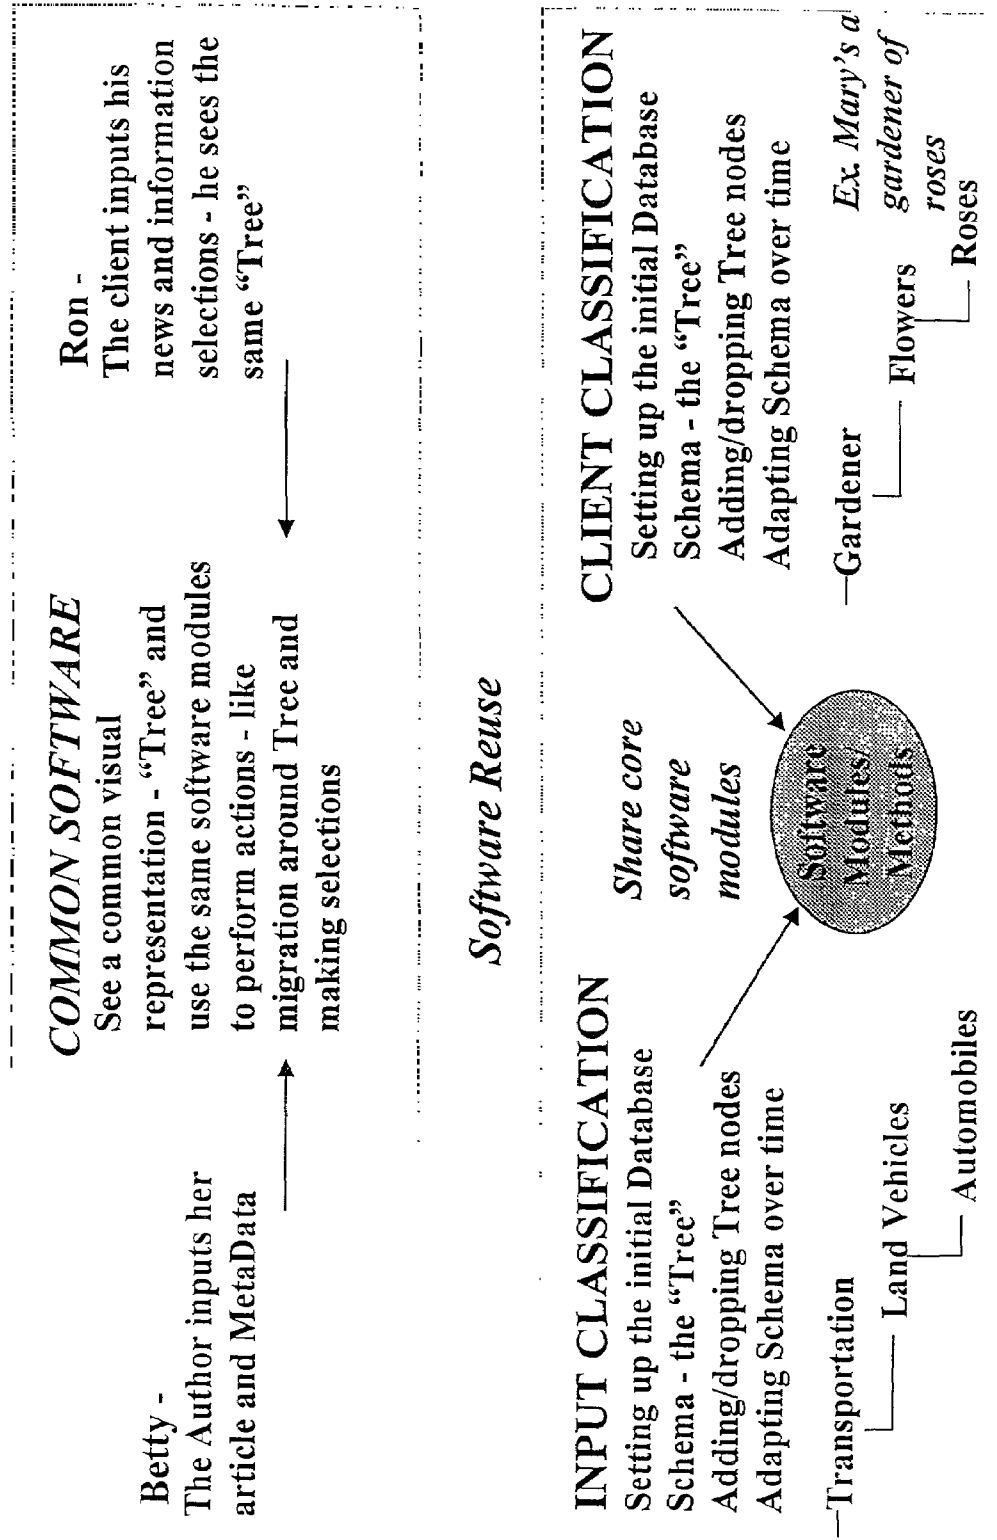 Betty -
The Author inputs her
article and MetaData
COMMON SOFTWARE
See a common visual
representation - “Tree” and
use the same software modules
to perform actions - like
migration around Tree and
making selections
Ron -
The client inputs his
news and information
selections - he sees the
same “Tree”
Software Reuse
INPUT CLASSIFICATION
Setting up the initial Database
Schema - the “Tree”
Adding/dropping Tree nodes
Adapting Schema over time
Transportation
Land Vehicles
Automobiles
Share core
software
modules
Software
Modules/
Methods
CLIENT CLASSIFICATION
Setting up the initial Database
Schema - the “Tree”
Adding/dropping Tree nodes
Adapting Schema over time
Gardener
Flowers
Roses
Ex. Mary's a
gardener of
roses